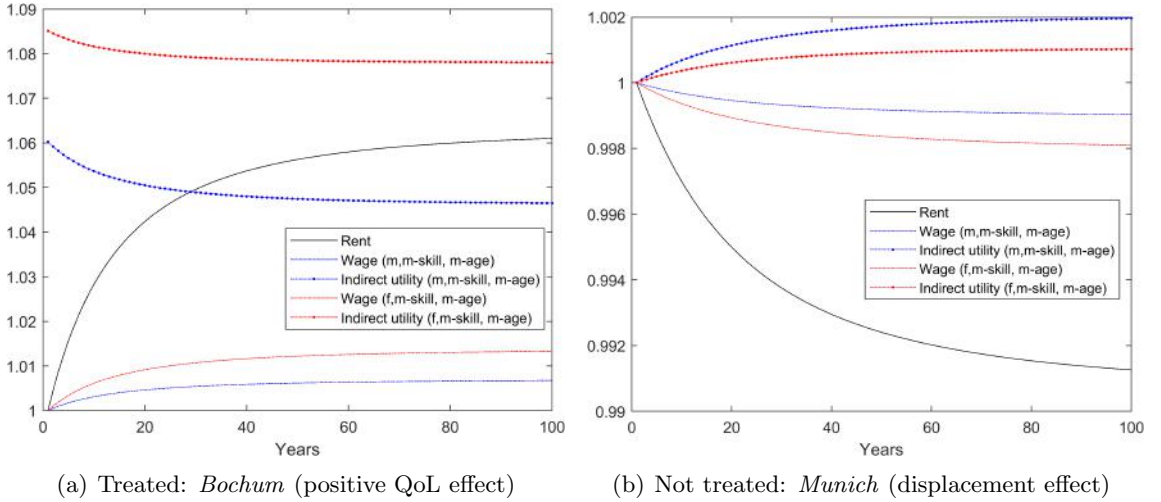 1.09
1.08
1.07
1.06
1.05
1.04
1.03
1.02
1.01
1
0 20 40 60 80 100
Years
Rent
Wage (m,m-skill, m-age)
Indirect utility (m,m-skill, m-age)
Wage (f,m-skill, m-age)
Indirect utility (f,m-skill, m-age)
(a) Treated: Bochum (positive QoL effect)
1.002
1
0.998
0.996
0.994
0.992
0.99
0 20 40 60 80 100
Years
Rent
Wage (m,m-skill, m-age)
Indirect utility (m,m-skill, m-age)
Wage (f,m-skill, m-age)
Indirect utility (f,m-skill, m-age)
(b) Not treated: Munich (displacement effect)